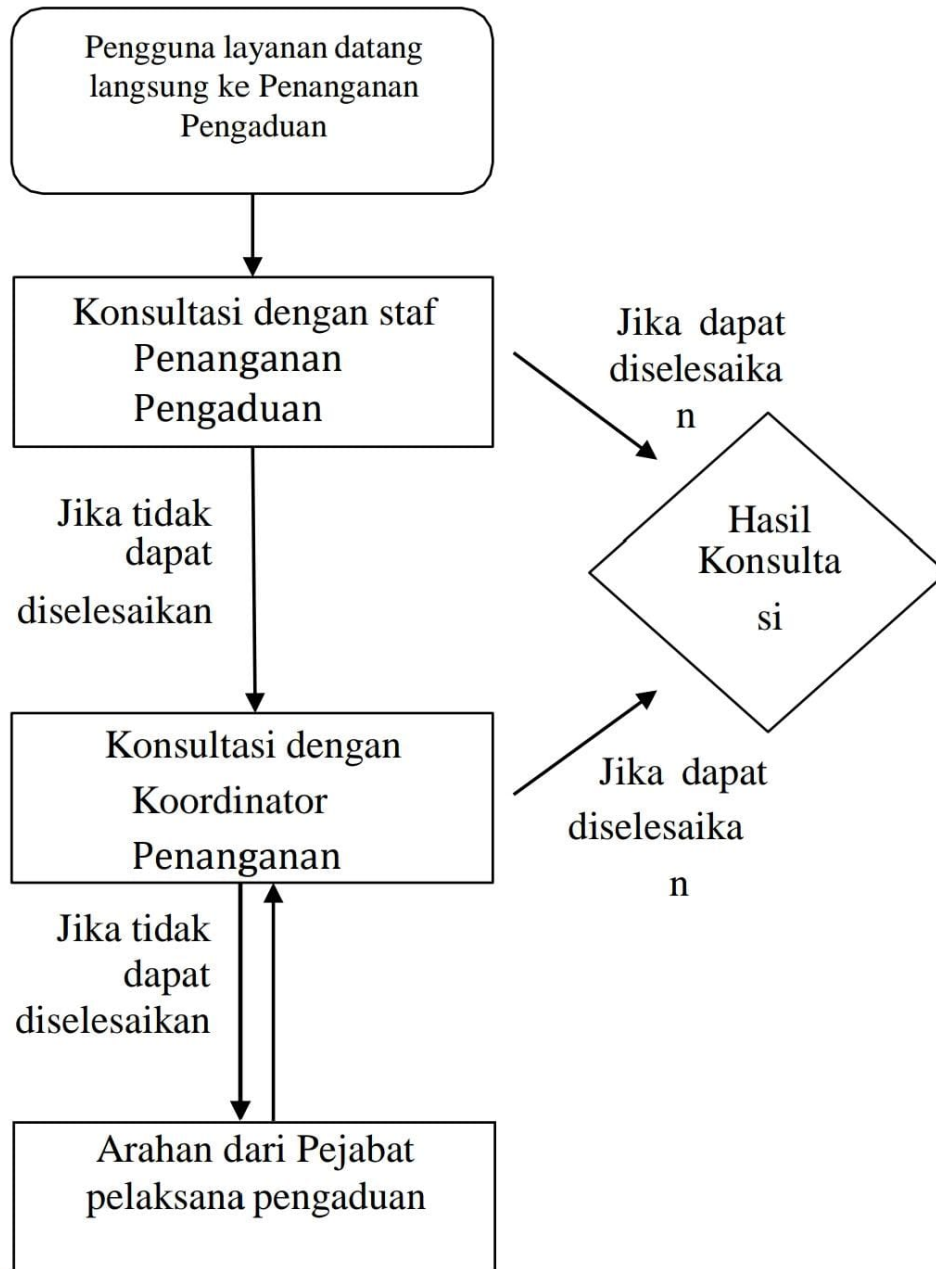 Pengguna layanan datang
langsung ke Penanganan
Pengaduan
Konsultasi dengan staf
Penanganan
Pengaduan
Jika dapat
diselesaika
n
Jika tidak
dapat
diselesaikan
Hasil
Konsulta
si
Konsultasi dengan
Koordinator
Penanganan
Jika dapat
diselesaika
n
Jika tidak
dapat
diselesaikan
Arahan dari Pejabat
pelaksana pengaduan